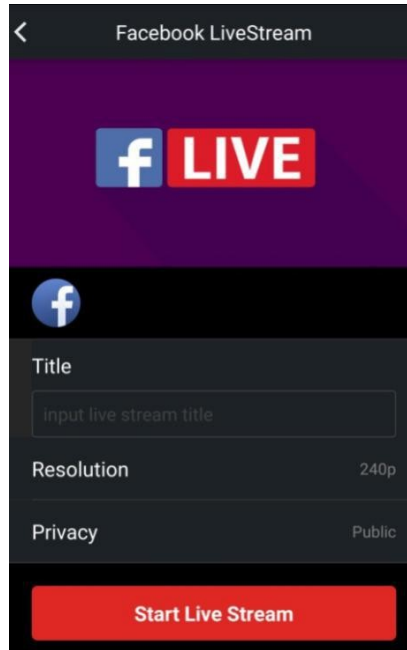 Facebook LiveStream
f LIVE
f
Title
input live stream title
Resolution 240p
Privacy Public
Start Live Stream